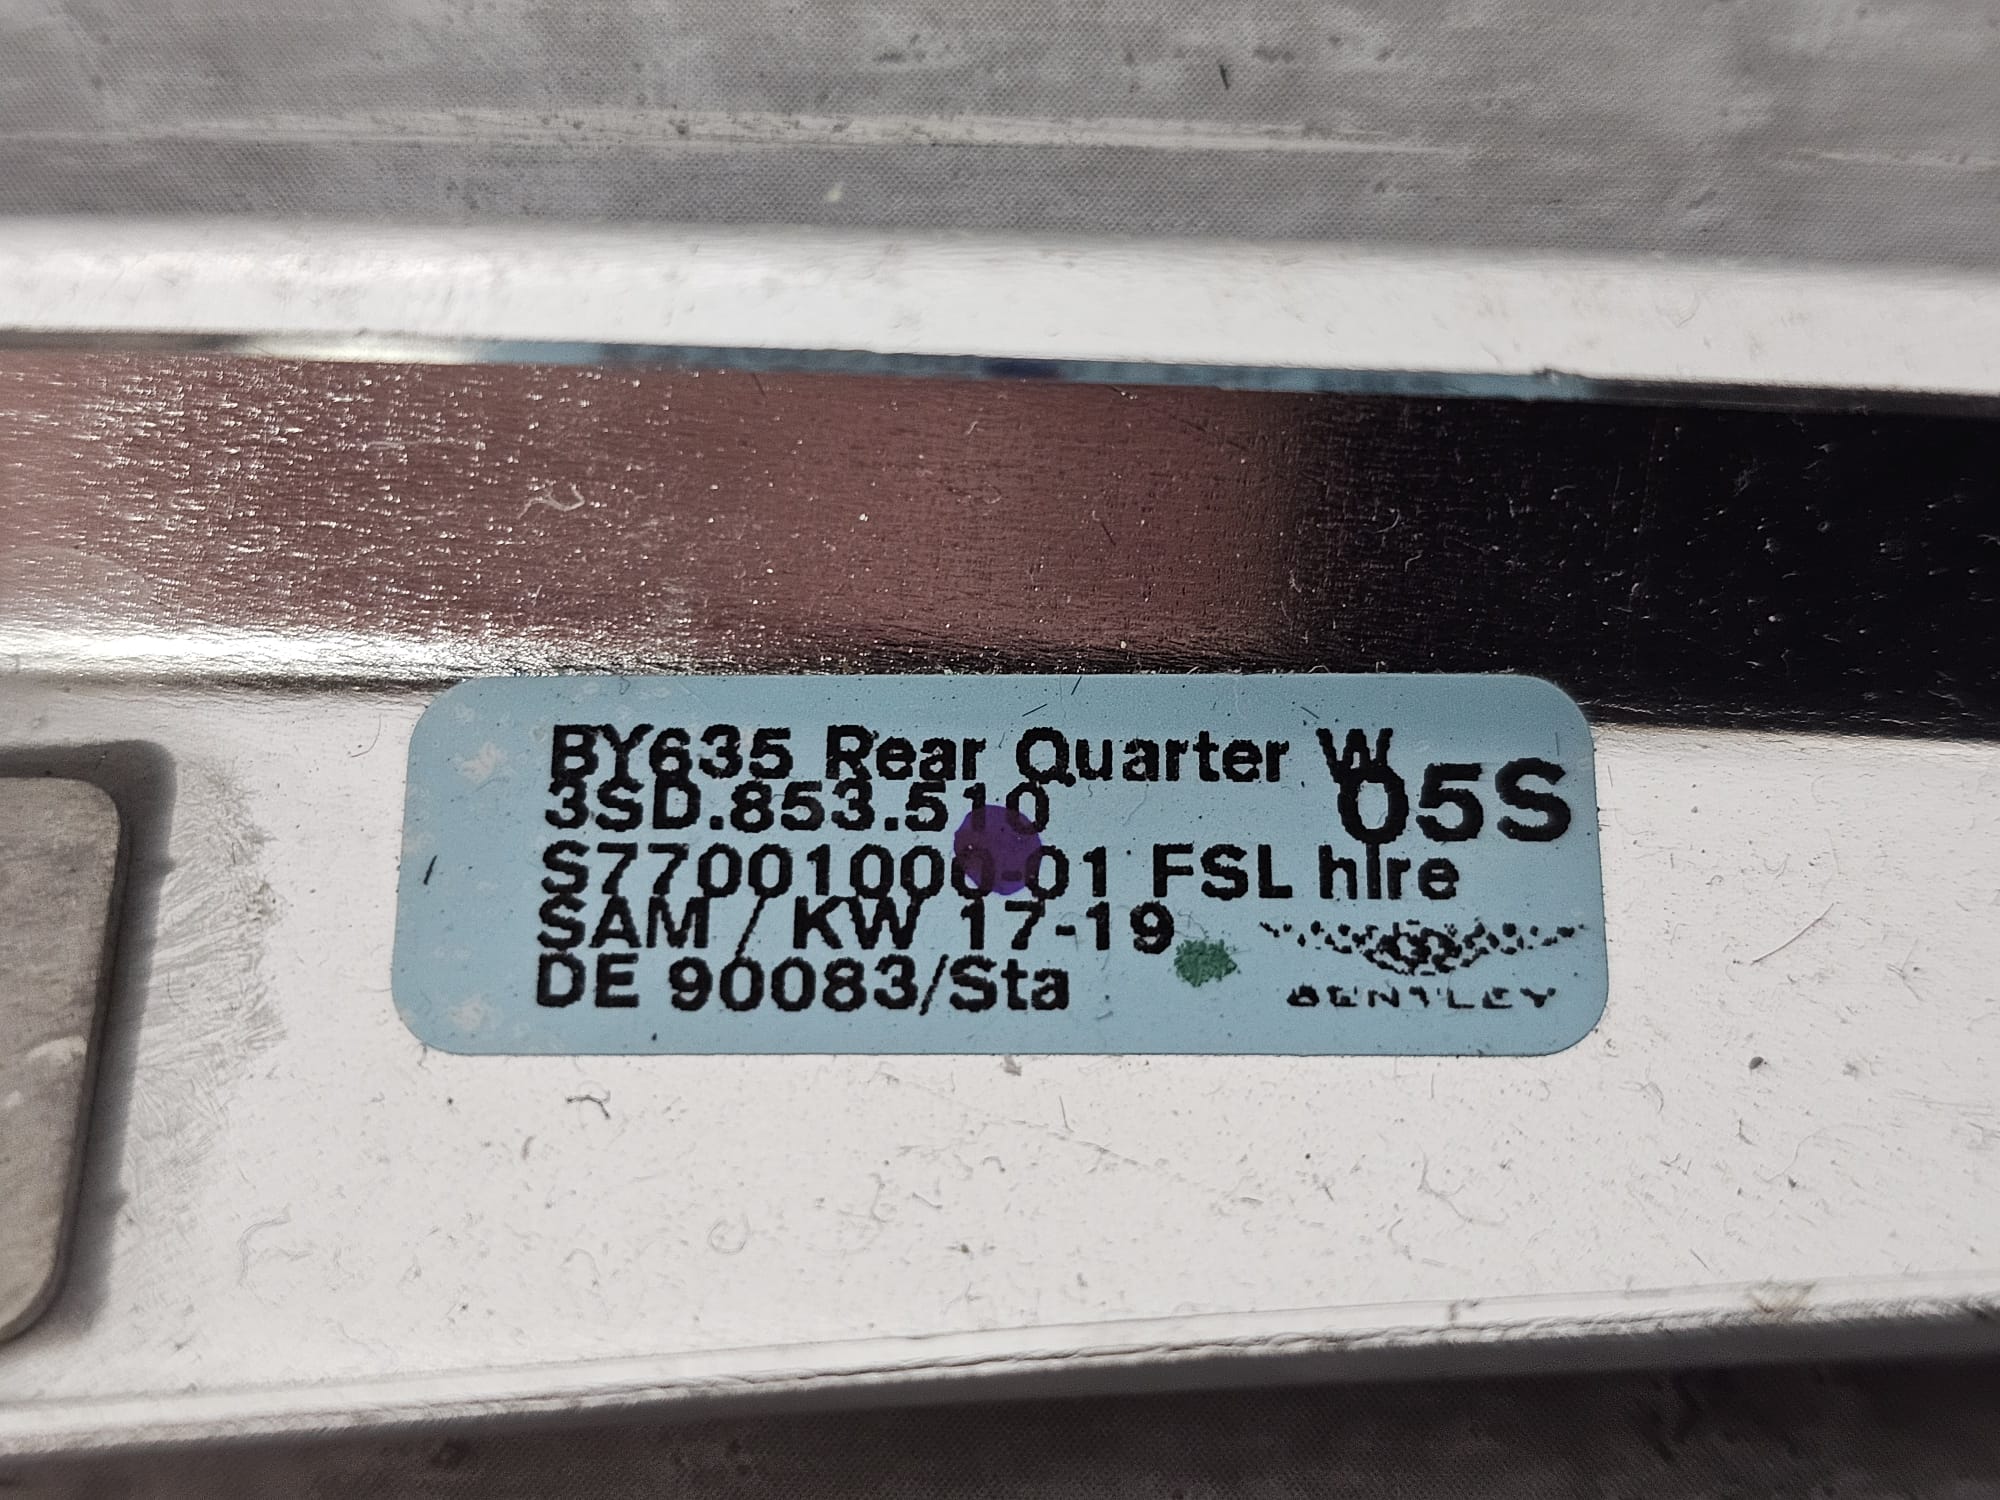 BY635 Rear Quarter W
3SD.853.510
05S
S77001000-01 FSL hire
SAM / KW 17-19
DE 90083/Sta
BENTLEY